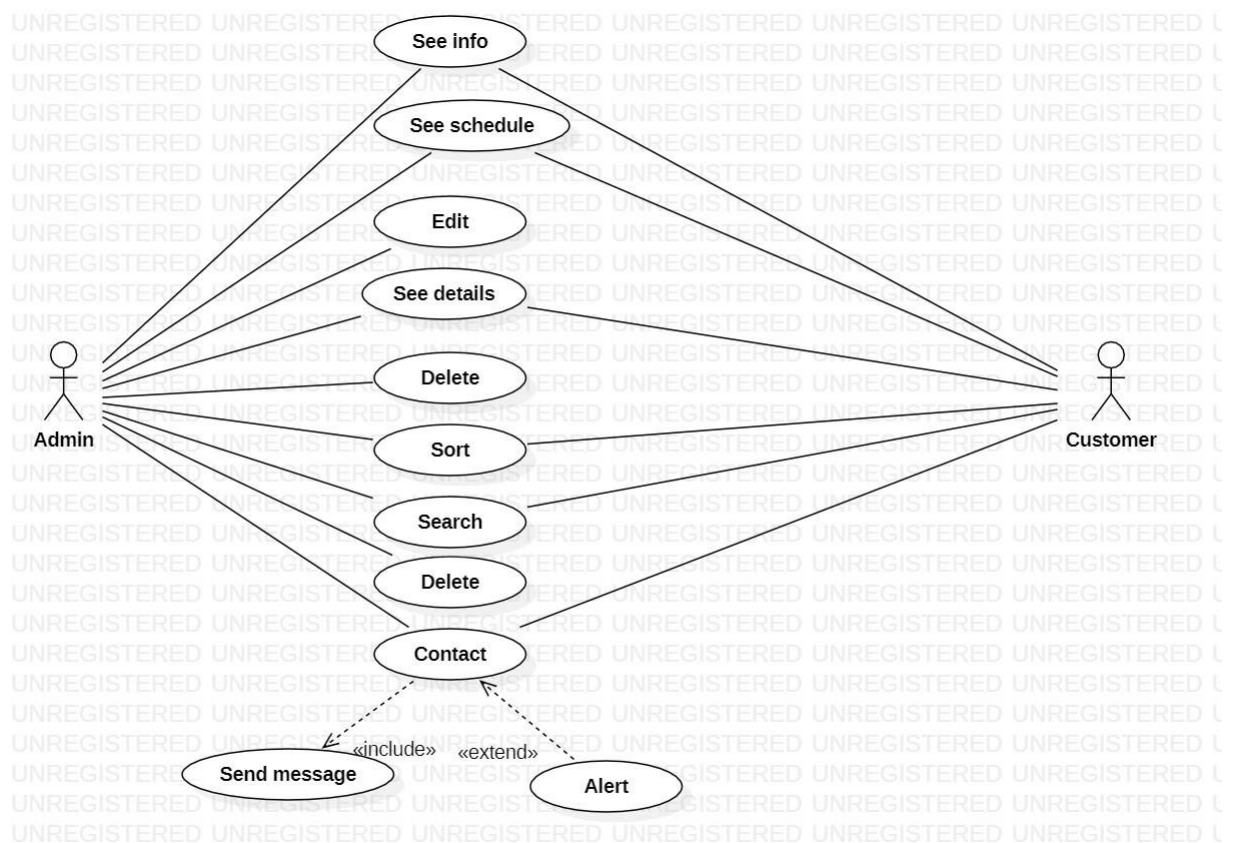 See info
See schedule
Edit
See details
Delete
Admin
Customer
Sort
Search
Delete
Contact
«include»
«extend»
Send message
Alert
UNREGISTERED